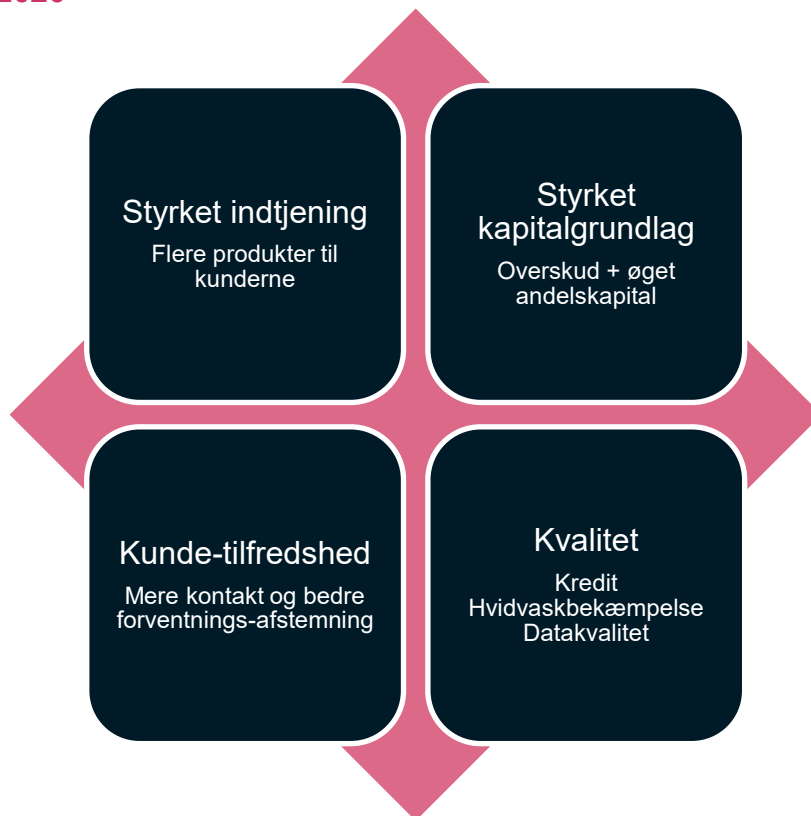 Styrket indtjening
Flere produkter til
kunderne
Styrket
kapitalgrundlag
Overskud + øget
andelskapital
Kunde-tilfredshed
Mere kontakt og bedre
forventnings-afstemning
Kvalitet
Kredit
Hvidvaskbekæmpelse
Datakvalitet